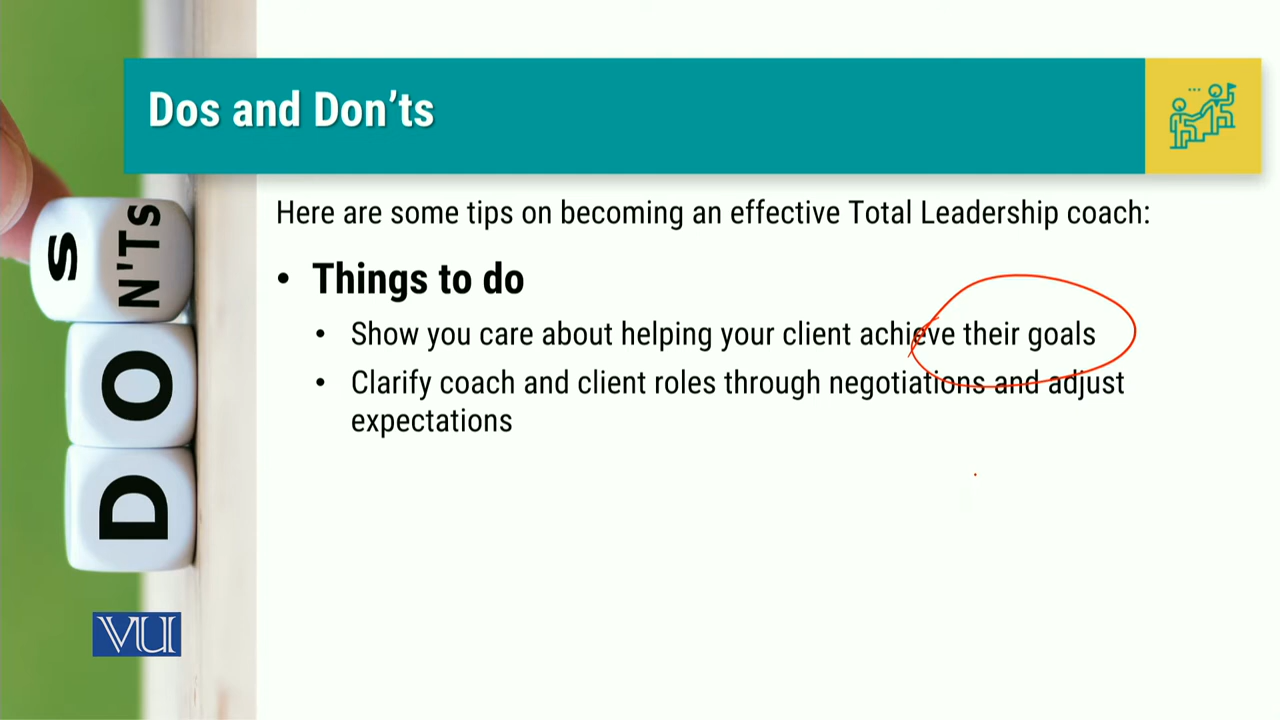 Dos and Don’ts
Here are some tips on becoming an effective Total Leadership coach:
• Things to do
• Show you care about helping your client achieve their goals
• Clarify coach and client roles through negotiations and adjust
expectations
S
N'TS
O
D
VU